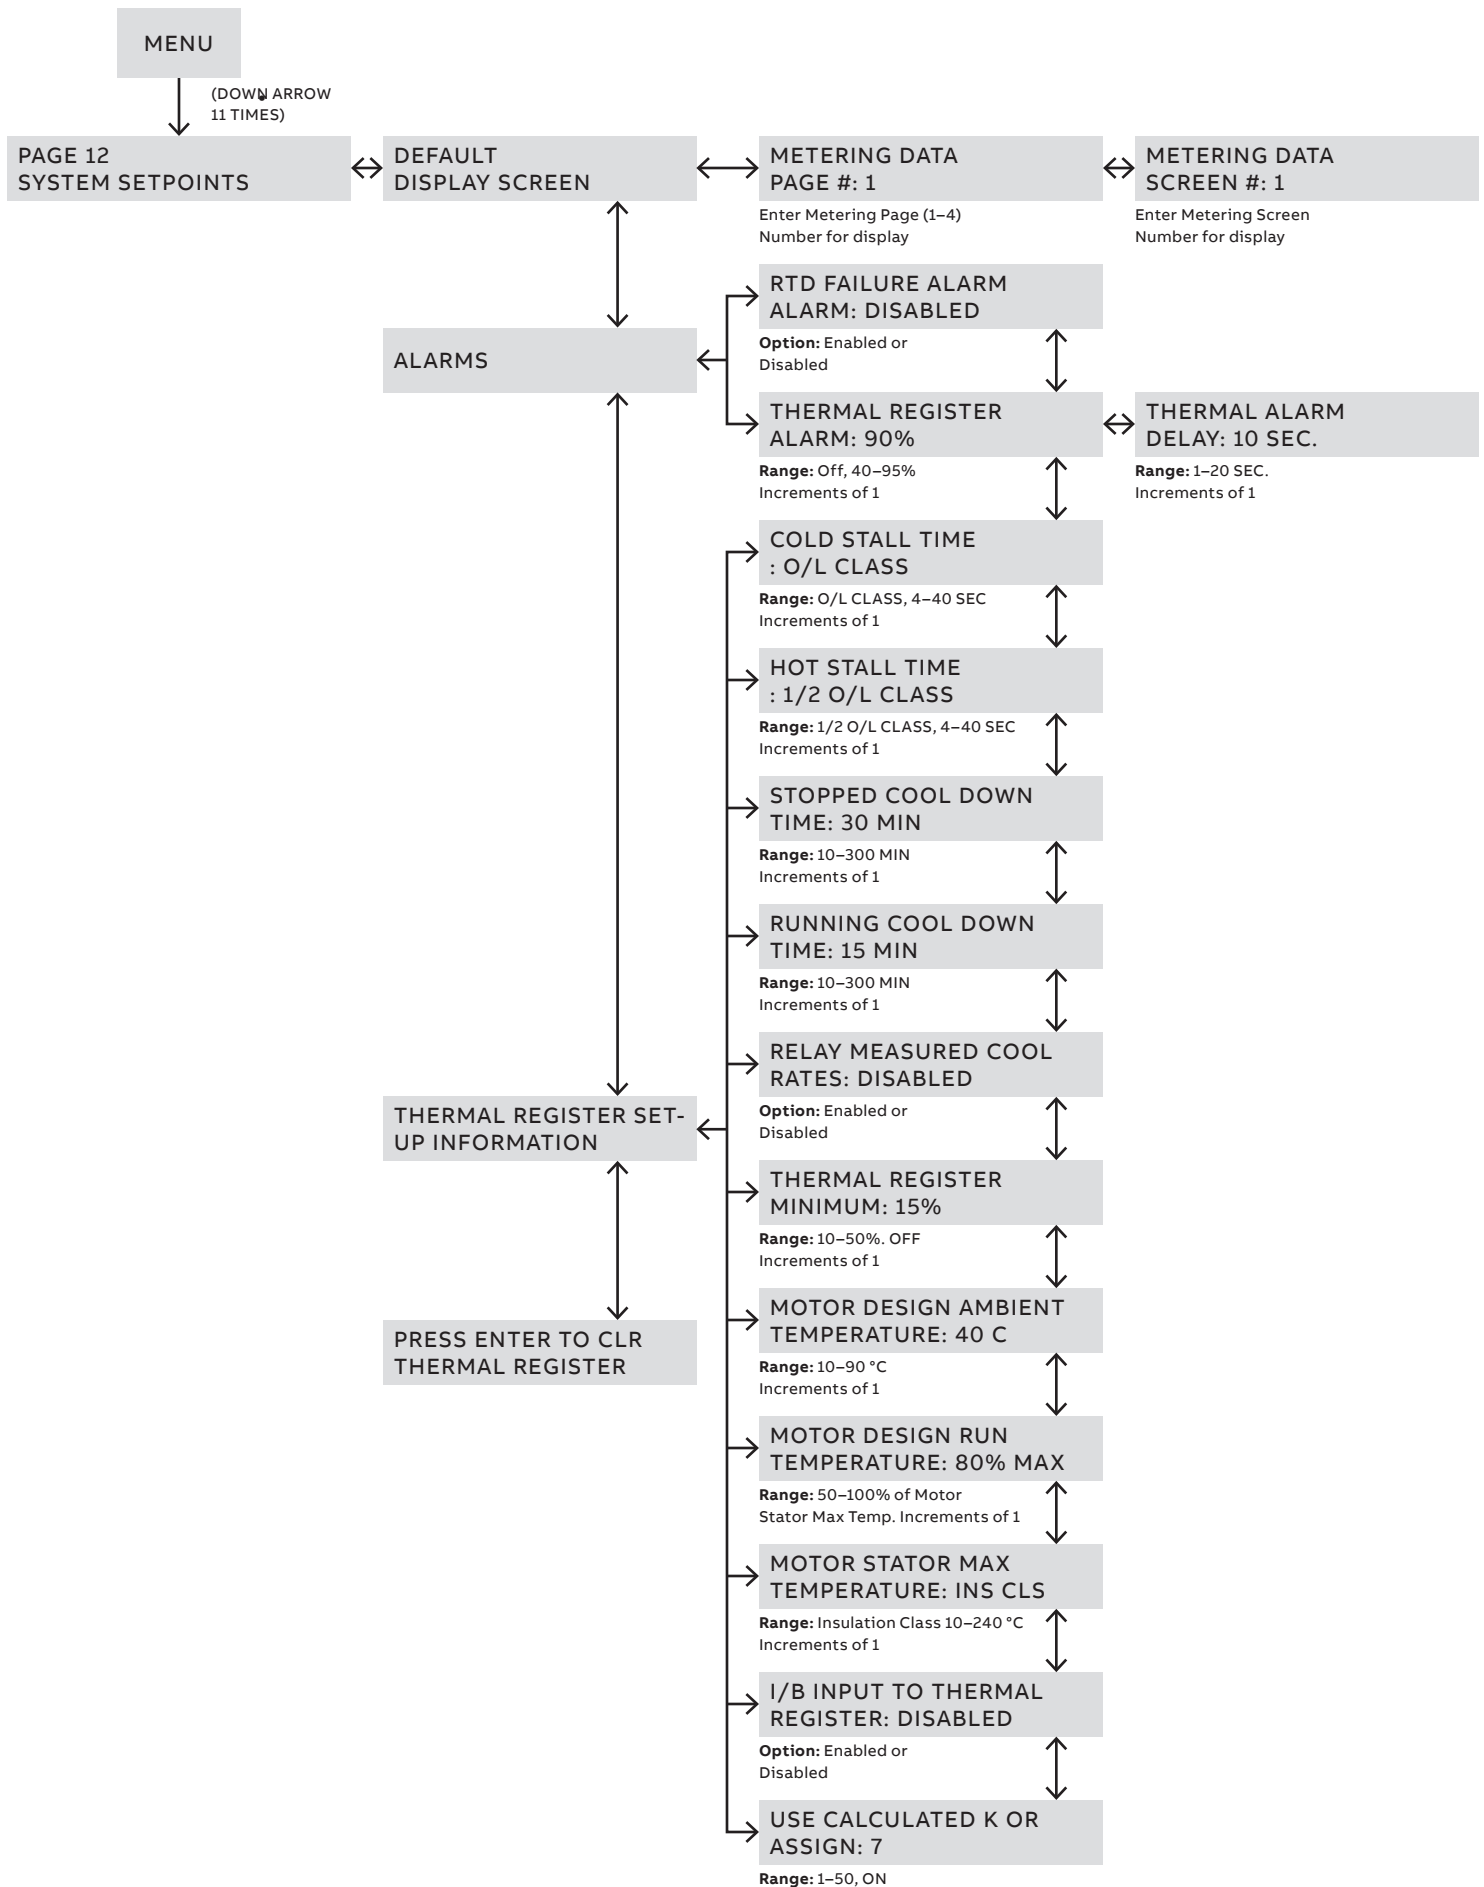 MENU
(DOWN ARROW
11 TIMES)
PAGE 12
SYSTEM SETPOINTS
DEFAULT
DISPLAY SCREEN
METERING DATA
PAGE #: 1
Enter Metering Page (1–4)
Number for display
METERING DATA
SCREEN #: 1
Enter Metering Screen
Number for display
ALARMS
RTD FAILURE ALARM
ALARM: DISABLED
Option: Enabled or
Disabled
THERMAL REGISTER
ALARM: 90%
Range: Off, 40–95%
Increments of 1
THERMAL ALARM
DELAY: 10 SEC.
Range: 1–20 SEC.
Increments of 1
THERMAL REGISTER SET-
UP INFORMATION
COLD STALL TIME
: O/L CLASS
Range: O/L CLASS, 4–40 SEC
Increments of 1
HOT STALL TIME
: 1/2 O/L CLASS
Range: 1/2 O/L CLASS, 4–40 SEC
Increments of 1
STOPPED COOL DOWN
TIME: 30 MIN
Range: 10–300 MIN
Increments of 1
RUNNING COOL DOWN
TIME: 15 MIN
Range: 10–300 MIN
Increments of 1
RELAY MEASURED COOL
RATES: DISABLED
Option: Enabled or
Disabled
THERMAL REGISTER
MINIMUM: 15%
Range: 10–50%. OFF
Increments of 1
MOTOR DESIGN AMBIENT
TEMPERATURE: 40 C
Range: 10–90 °C
Increments of 1
MOTOR DESIGN RUN
TEMPERATURE: 80% MAX
Range: 50–100% of Motor
Stator Max Temp. Increments of 1
MOTOR STATOR MAX
TEMPERATURE: INS CLS
Range: Insulation Class 10–240 °C
Increments of 1
I/B INPUT TO THERMAL
REGISTER: DISABLED
Option: Enabled or
Disabled
USE CALCULATED K OR
ASSIGN: 7
Range: 1–50, ON
PRESS ENTER TO CLR
THERMAL REGISTER